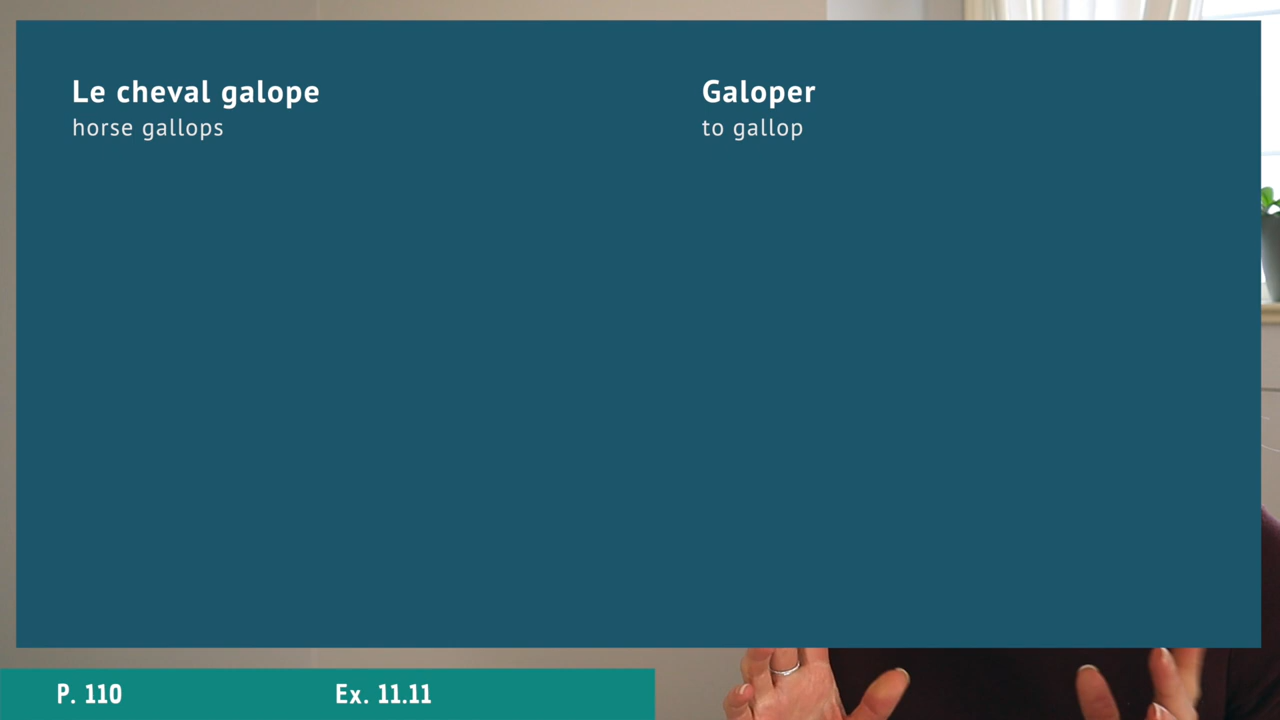 Le cheval galope
horse gallops
Galoper
to gallop
P. 110
Ex. 11.11